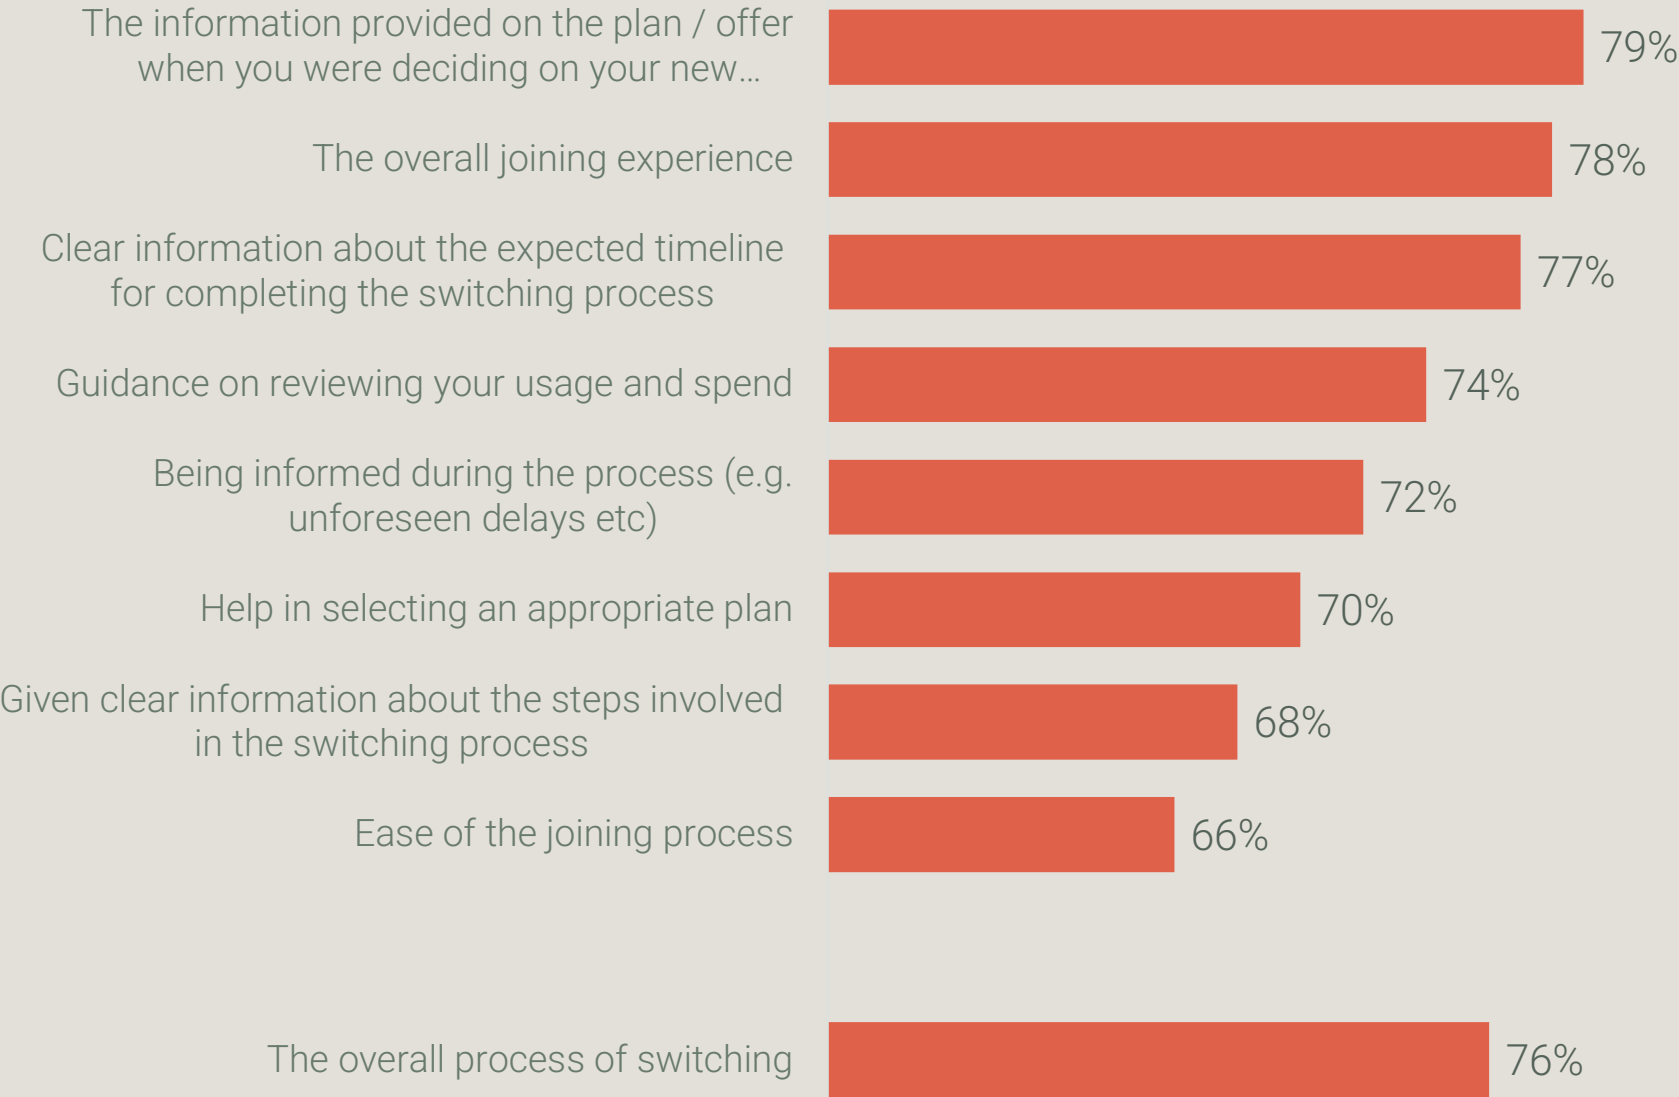 The information provided on the plan / offer
when you were deciding on your new…
79%
The overall joining experience
78%
Clear information about the expected timeline
for completing the switching process
77%
Guidance on reviewing your usage and spend
74%
Being informed during the process (e.g.
unforeseen delays etc)
72%
Help in selecting an appropriate plan
70%
Given clear information about the steps involved
in the switching process
68%
Ease of the joining process
66%
The overall process of switching
76%